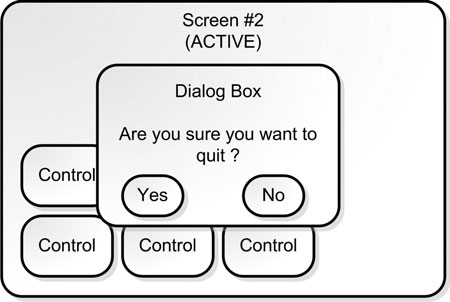 Screen #2
(ACTIVE)
Dialog Box
Are you sure you want to
quit ?
Control
Yes
No
Control
Control
Control